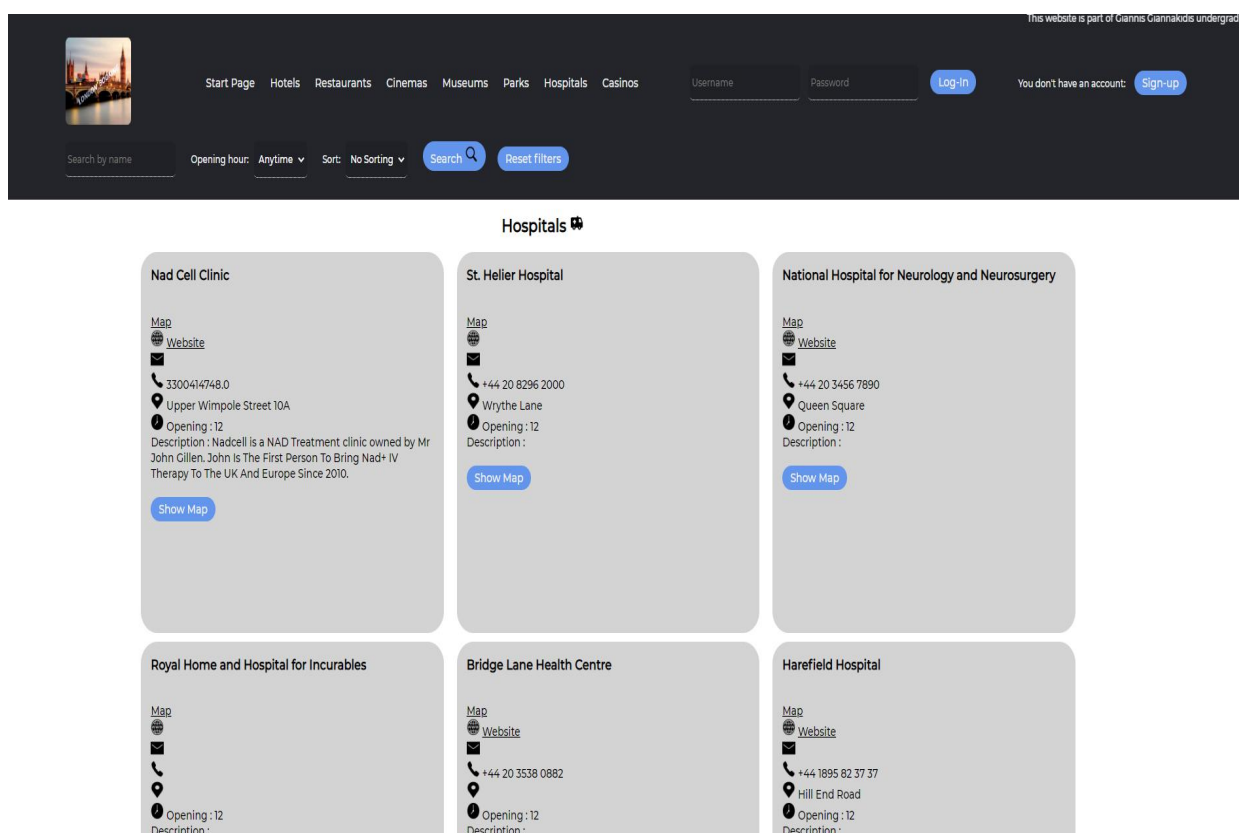 This website is part of Giannis Giannakidis undergrad
Start Page Hotels Restaurants Cinemas Museums Parks Hospitals Casinos Username Password Log-In You don't have an account: Sign-up
Search by name Opening hour: Anytime Sort: No Sorting Search Reset filters
Hospitals
Nad Cell Clinic
Map
Website
3300414748.0
Upper Wimpole Street 10A
Opening : 12
Description : Nadcell is a NAD Treatment clinic owned by Mr
John Gillen. John Is The First Person To Bring Nad+ IV
Therapy To The UK And Europe Since 2010.
Show Map
St. Helier Hospital
Map
+44 20 8296 2000
Wrythe Lane
Opening : 12
Description :
Show Map
National Hospital for Neurology and Neurosurgery
Map
Website
+44 20 3456 7890
Queen Square
Opening : 12
Description :
Show Map
Royal Home and Hospital for Incurables
Map
Opening : 12
Description :
Bridge Lane Health Centre
Map
Website
+44 20 3538 0882
Opening : 12
Description :
Harefield Hospital
Map
Website
+44 1895 82 37 37
Hill End Road
Opening : 12
Description :